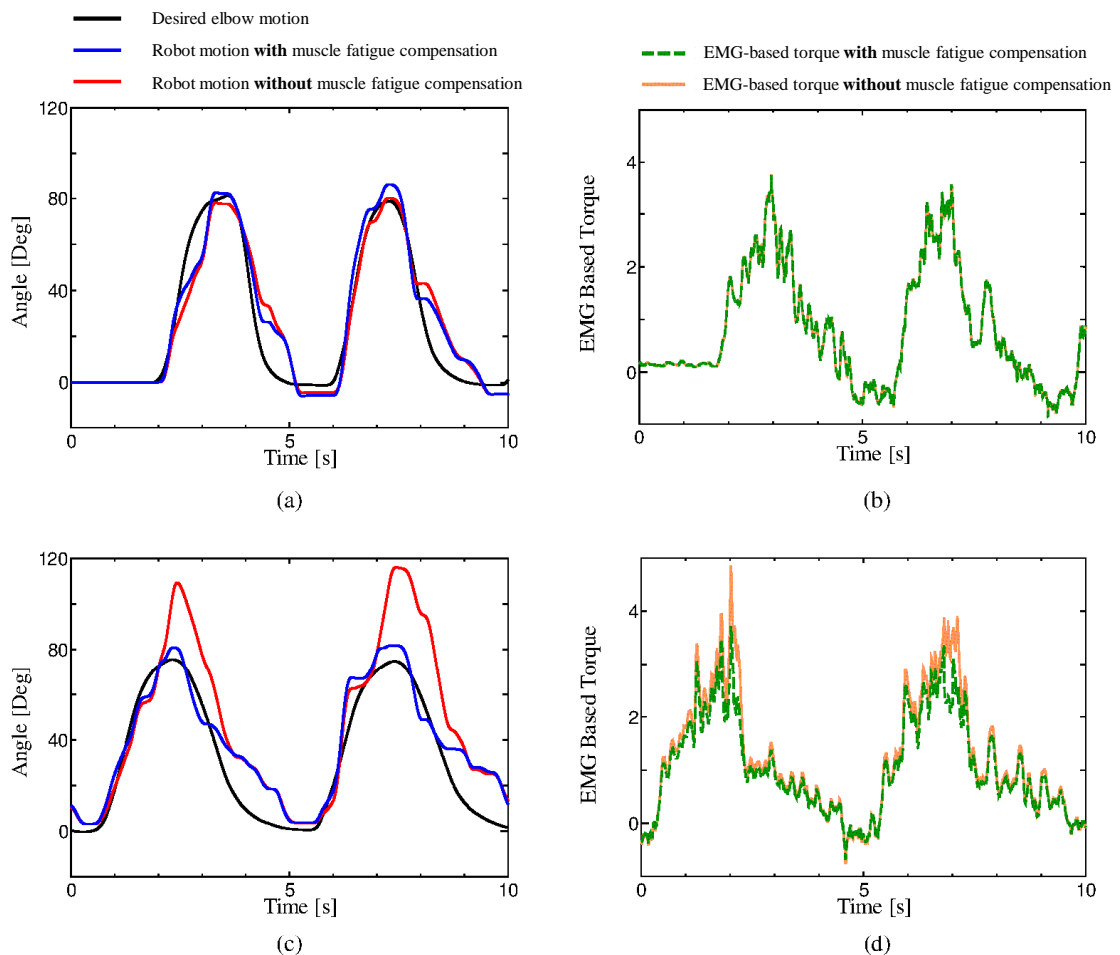 Desired elbow motion
Robot motion with muscle fatigue compensation
Robot motion without muscle fatigue compensation
EMG-based torque with muscle fatigue compensation
EMG-based torque without muscle fatigue compensation
120
80
40
0
Angle [Deg]
0
5
10
Time [s]
(a)
4
2
0
EMG Based Torque
0
5
10
Time [s]
(b)
120
80
40
0
Angle [Deg]
0
5
10
Time [s]
(c)
4
2
0
EMG Based Torque
0
5
10
Time [s]
(d)